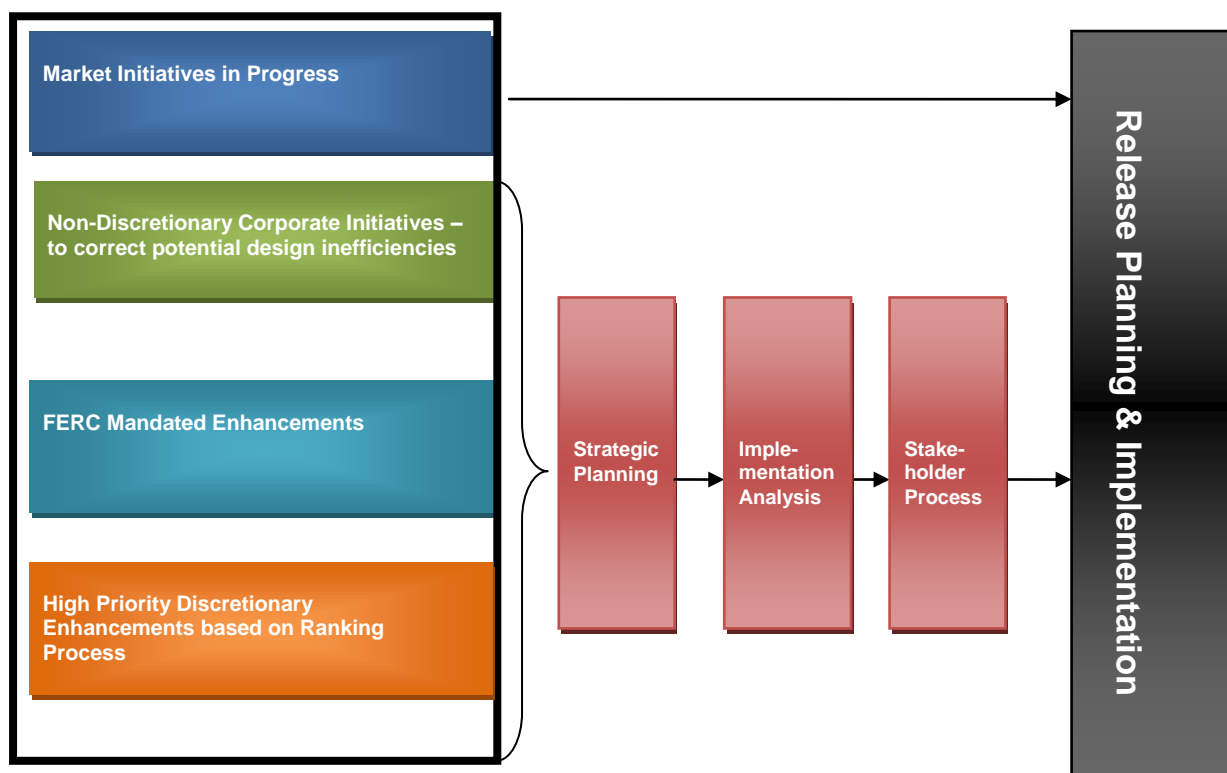 Market Initiatives in Progress
Non-Discretionary Corporate Initiatives –
to correct potential design inefficiencies
FERC Mandated Enhancements
High Priority Discretionary
Enhancements based on Ranking
Process
Strategic
Planning
Imple-
mentation
Analysis
Stake-
holder
Process
Release Planning & Implementation